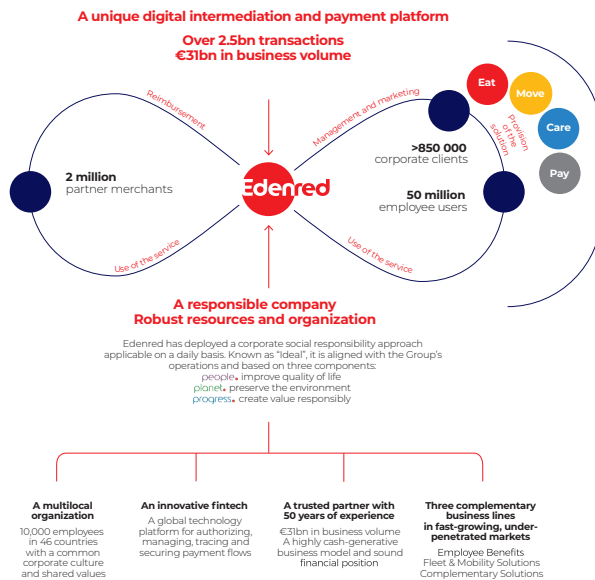 A unique digital intermediation and payment platform
Over 2.5bn transactions
€31bn in business volume
Eat
Move
Care
Pay
Reimbursement
Management and marketing
Provision
of the
solution
>850 000
corporate clients
2 million
partner merchants
Edenred
50 million
employee users
Use of the service
Use of the service
A responsible company
Robust resources and organization
Edenred has deployed a corporate social responsibility approach
applicable on a daily basis. Known as “Ideal”, it is aligned with the Group’s
operations and based on three components:
people. improve quality of life
planet. preserve the environment
progress. create value responsibly
A multilocal
organization
10,000 employees
in 46 countries
with a common
corporate culture
and shared values
An innovative fintech
A global technology
platform for authorizing,
managing, tracing and
securing payment flows
A trusted partner with
50 years of experience
€31bn in business volume
A highly cash-generative
business model and sound
financial position
Three complementary
business lines
in fast-growing, under-
penetrated markets
Employee Benefits
Fleet & Mobility Solutions
Complementary Solutions